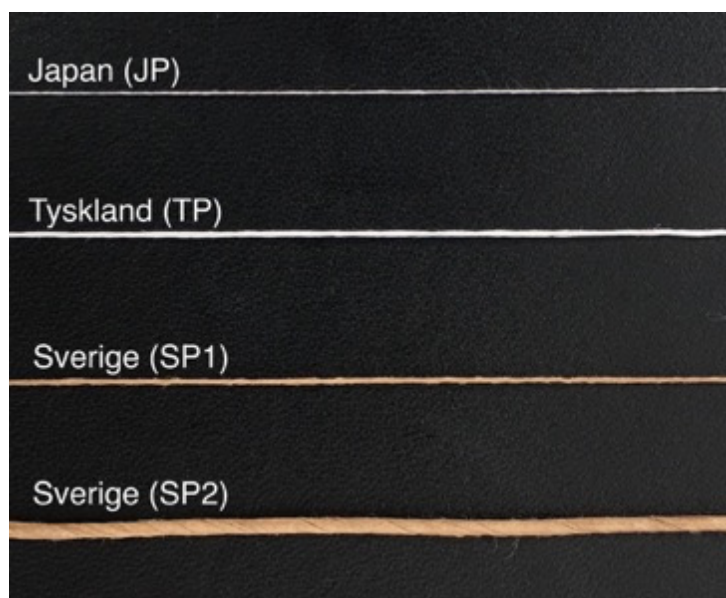 Japan (JP)
Tyskland (TP)
Sverige (SP1)
Sverige (SP2)